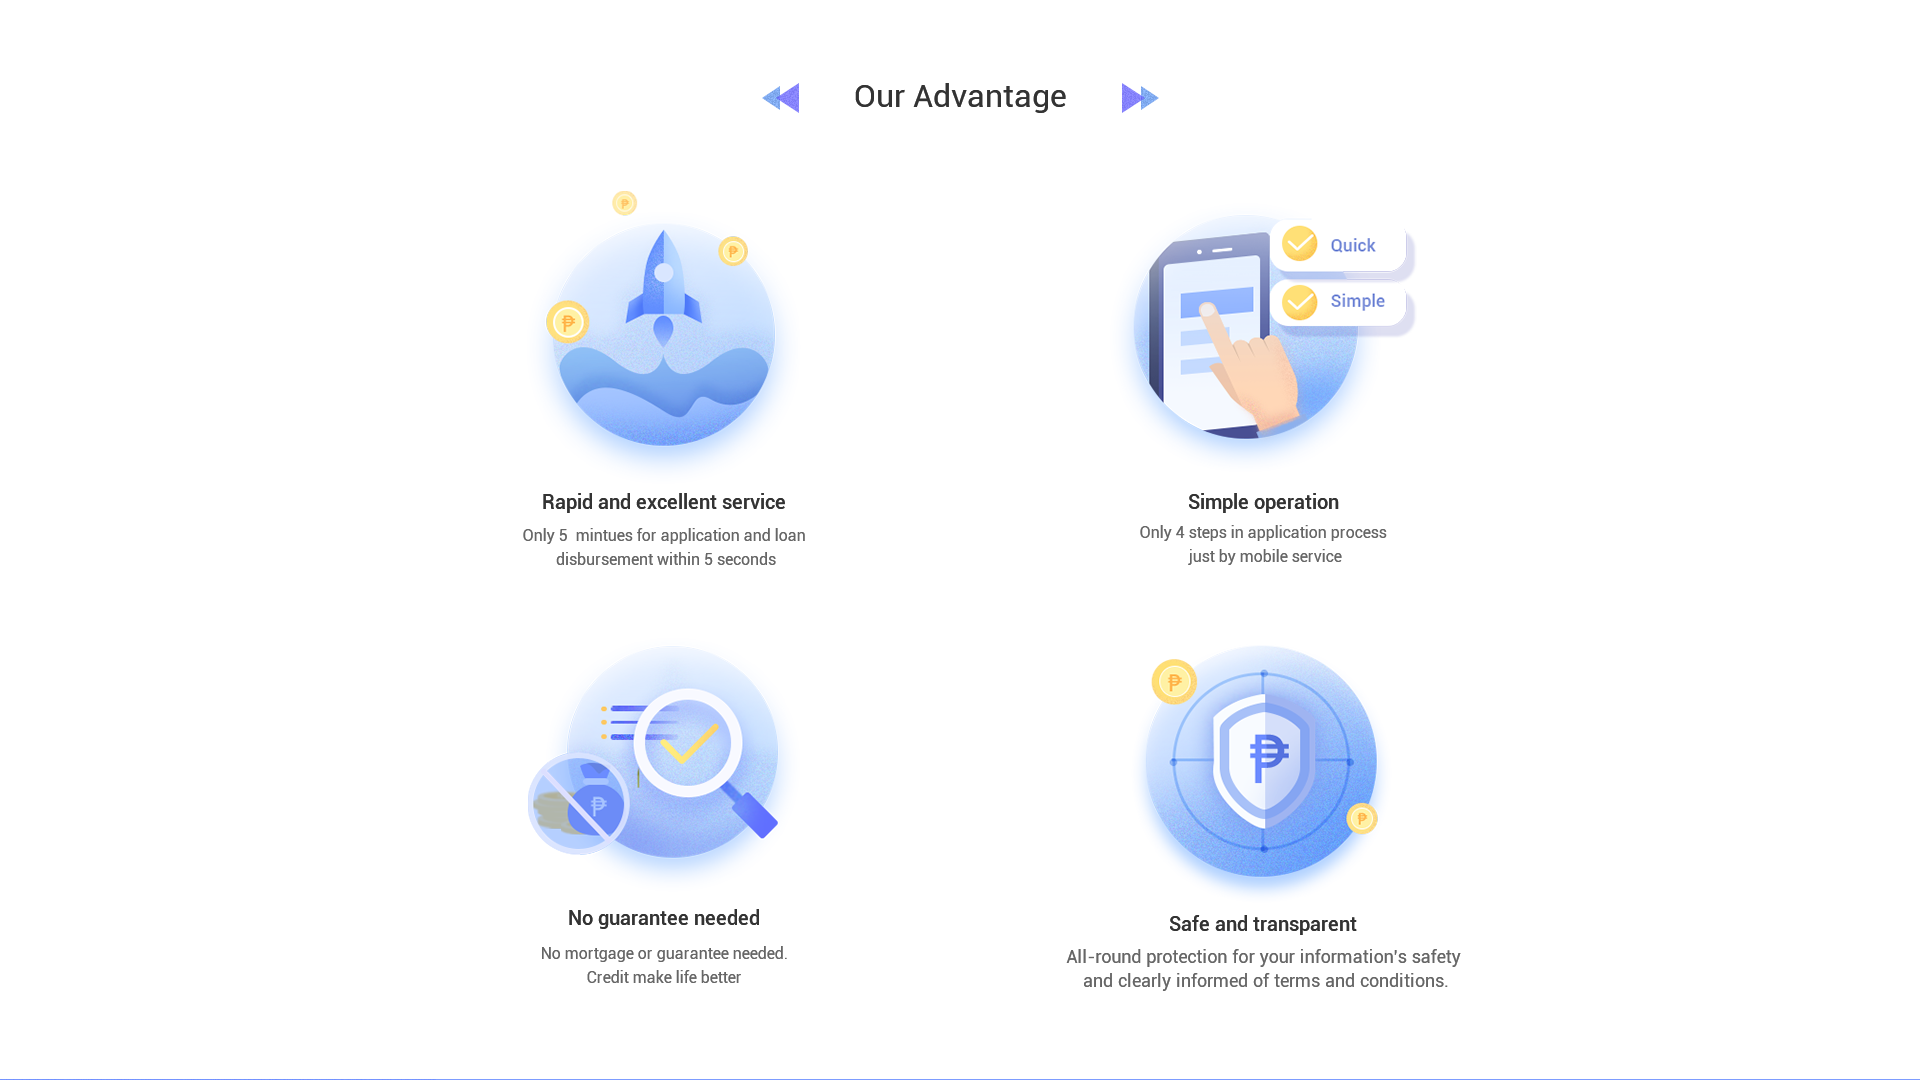 Our Advantage
₱
₱
₱
Quick
Simple
Rapid and excellent service
Only 5  mintues for application and loan
disbursement within 5 seconds
Simple operation
Only 4 steps in application process
just by mobile service
₱
₱
₱
₱
No guarantee needed
No mortgage or guarantee needed.
Credit make life better
Safe and transparent
All-round protection for your information's safety
and clearly informed of terms and conditions.